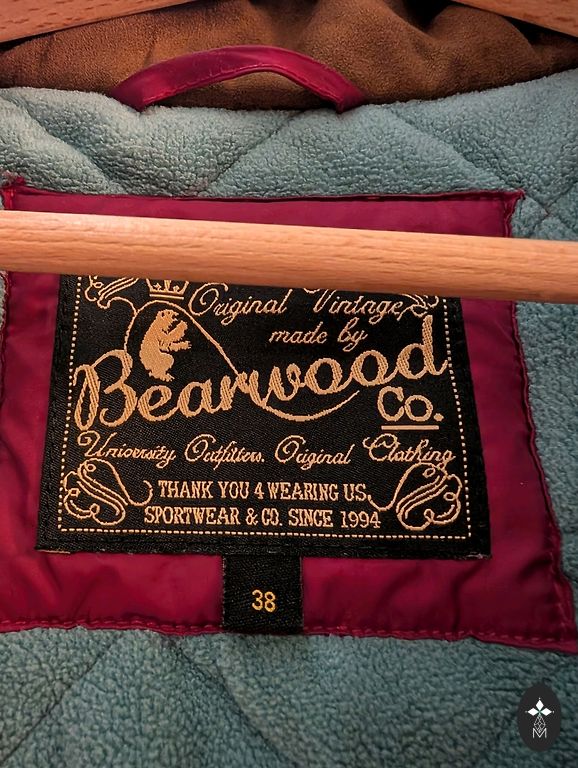 Original Vintage
made by
Bearwood
Co.
University Outfitters. Original Clothing
THANK YOU 4 WEARING US.
SPORTWEAR & CO. SINCE 1994
38
M